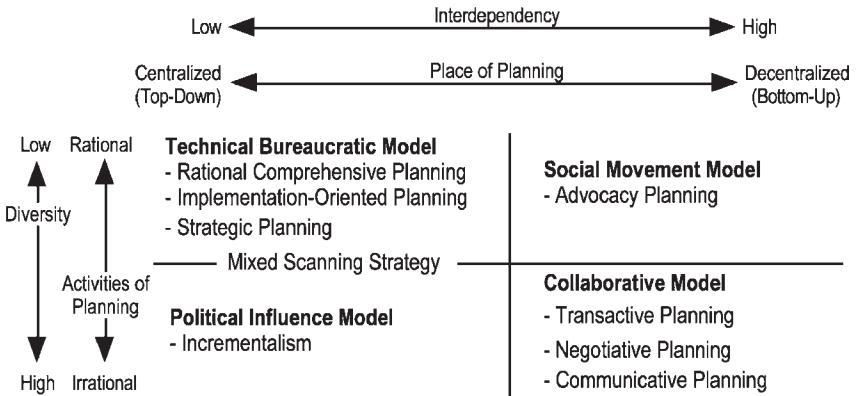 Interdependency
Low High
Centralized (Top-Down) Place of Planning Decentralized (Bottom-Up)
Low Rational
Diversity
Activities of Planning
High Irrational
Technical Bureaucratic Model
- Rational Comprehensive Planning
- Implementation-Oriented Planning
- Strategic Planning
Social Movement Model
- Advocacy Planning
Mixed Scanning Strategy
Political Influence Model
- Incrementalism
Collaborative Model
- Transactive Planning
- Negotiative Planning
- Communicative Planning